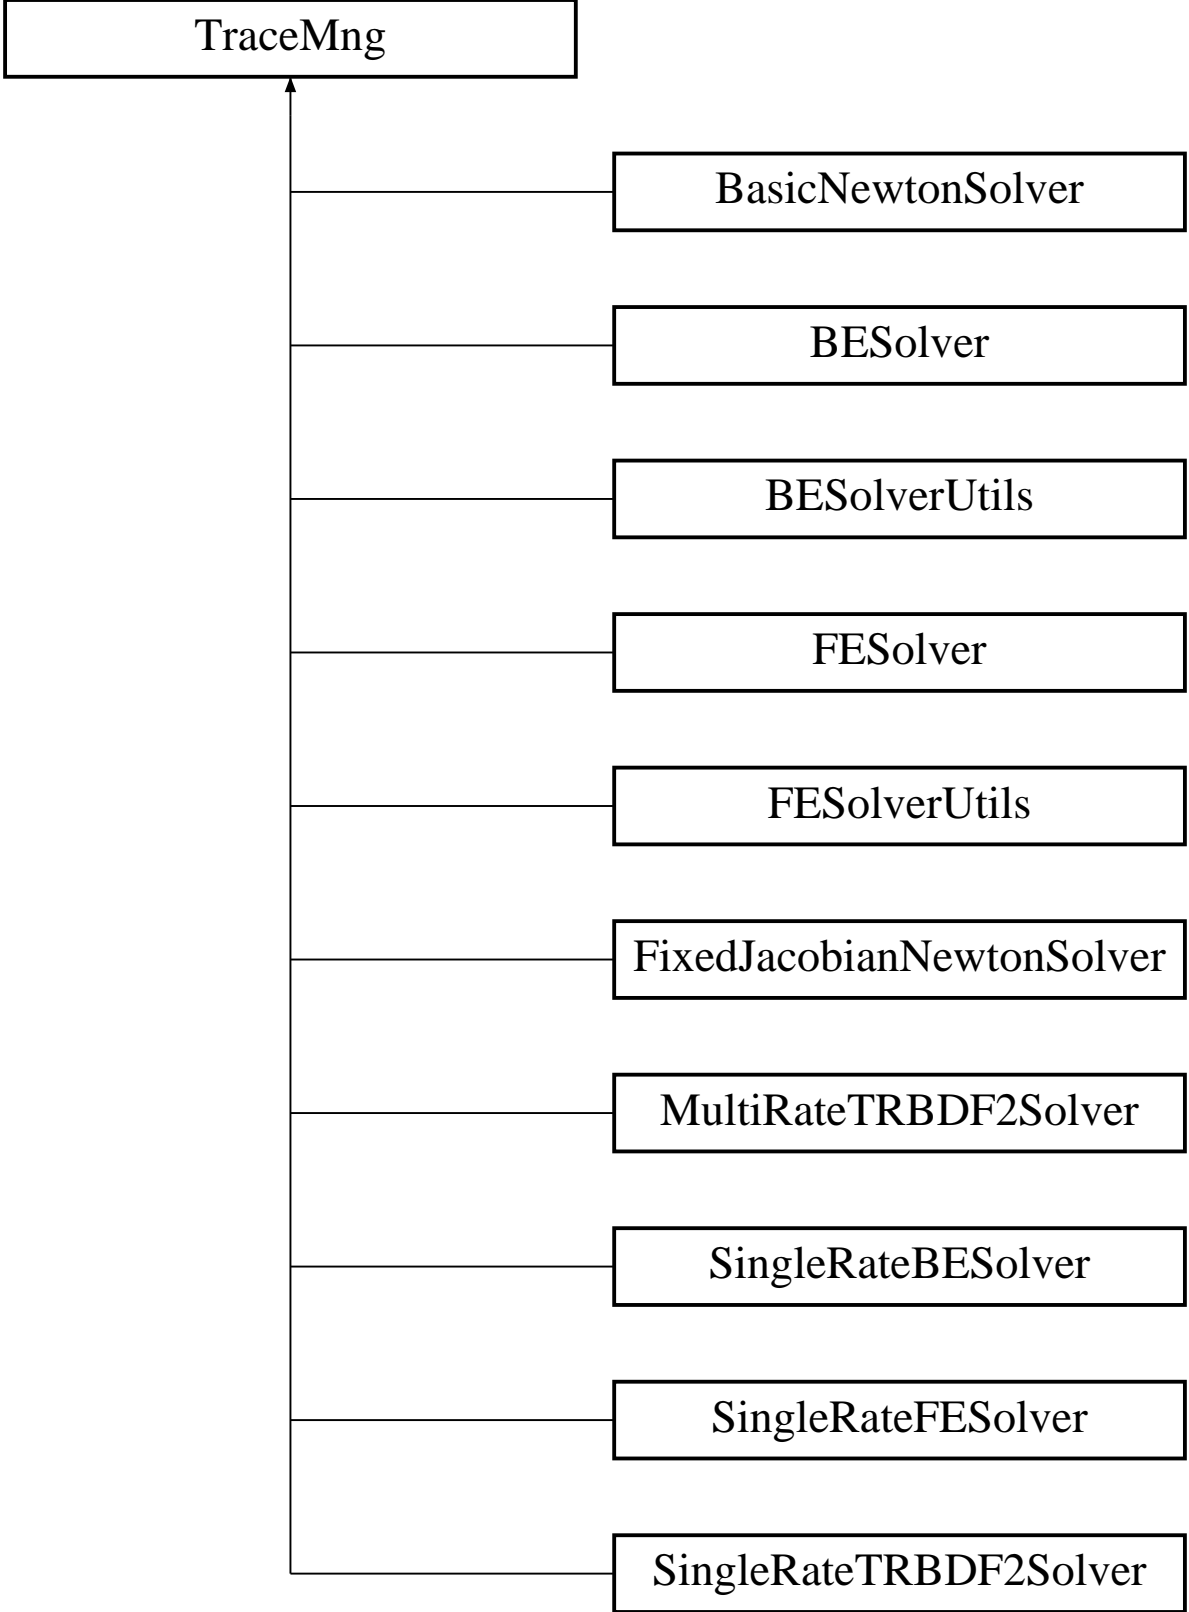 TraceMng
BasicNewtonSolver
BESolver
BESolverUtils
FESolver
FESolverUtils
FixedJacobianNewtonSolver
MultiRateTRBDF2Solver
SingleRateBESolver
SingleRateFESolver
SingleRateTRBDF2Solver